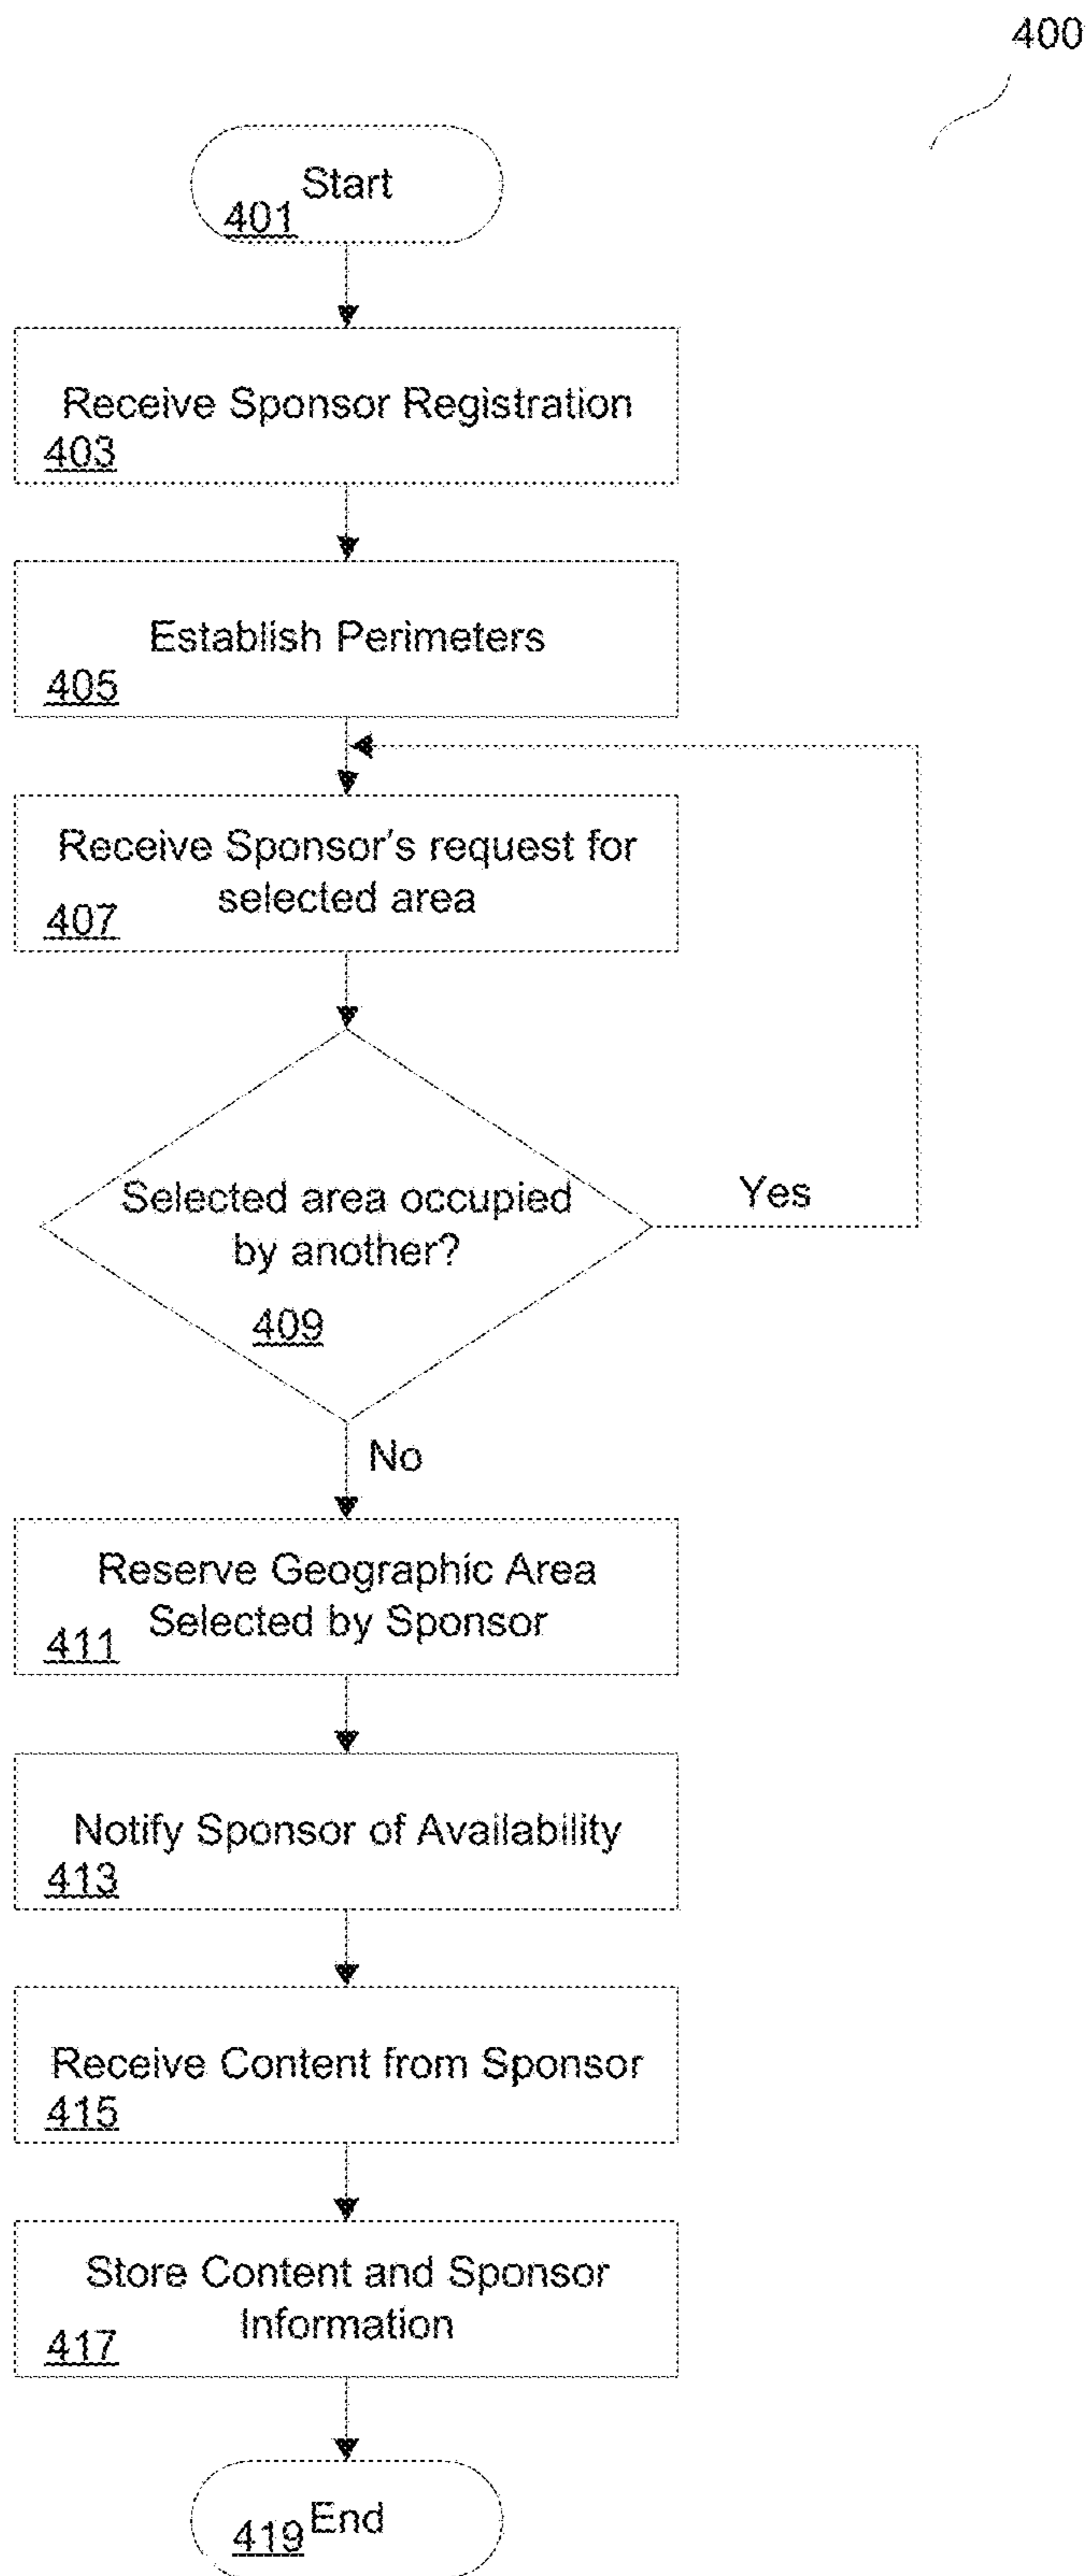 400
Start
401
Receive Sponsor Registration
403
Establish Perimeters
405
Receive Sponsor's request for
selected area
407
Selected area occupied
by another?
409
Yes
No
Reserve Geographic Area
Selected by Sponsor
411
Notify Sponsor of Availability
413
Receive Content from Sponsor
415
Store Content and Sponsor
Information
417
End
419